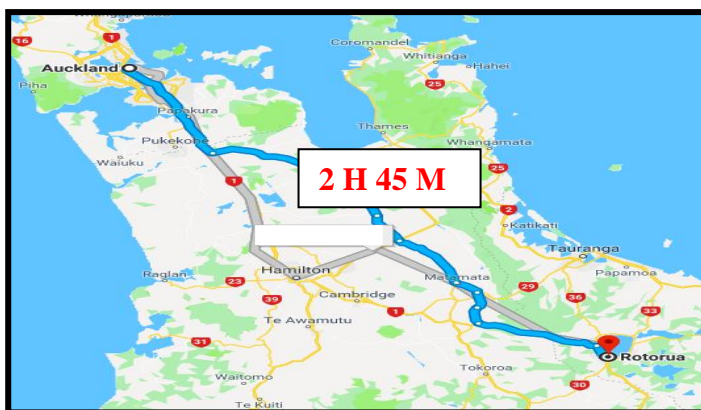 Coromandel
16
1
Whitianga
Auckland
25
Hahei
Piha
Papakura
Thames
Pukekohe
Whangamata
Waiuku
25
1
2 H 45 M
2
Katikati
Tauranga
Raglan
Hamilton
Matamata
Papamoa
23
29
36
39
Cambridge
33
1
Te Awamutu
31
Rotorua
Waitomo
Tokoroa
30
Te Kuiti